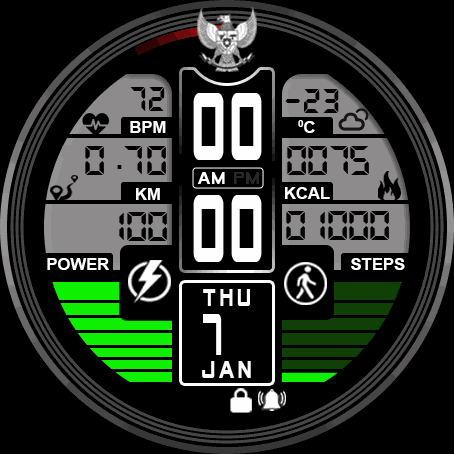 72
BPM
-23
⁰C
00
0.70
KM
AM PM
0075
KCAL
100
POWER
00
01000
STEPS
THU
7
JAN